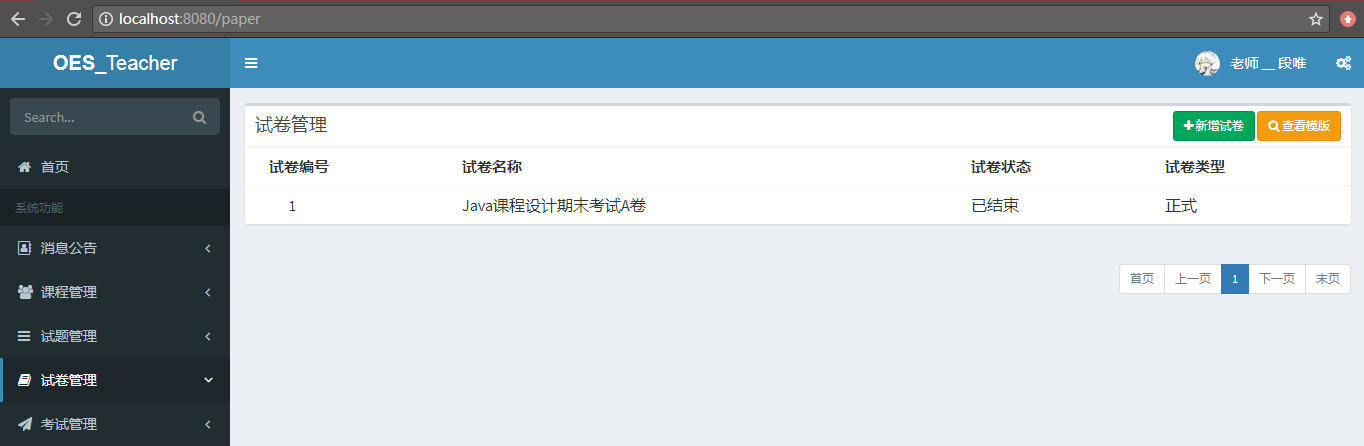 localhost:8080/paper
OES_Teacher
老师 __ 段唯
Search...
首页
系统功能
消息公告
课程管理
试题管理
试卷管理
考试管理
试卷管理
新增试卷 查看模版
试卷编号 试卷名称 试卷状态 试卷类型
1 Java课程设计期末考试A卷 已结束 正式
首页 上一页 1 下一页 末页